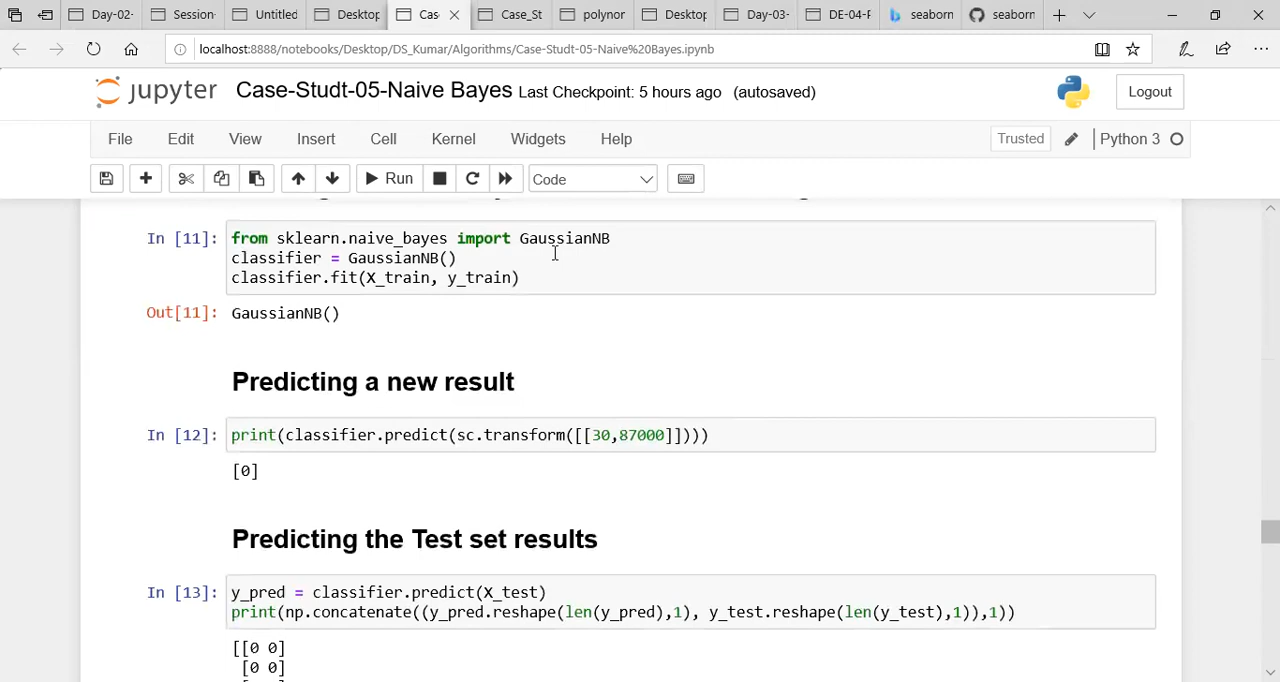 Day-02-
Session-
Untitled
Desktop
Cas
Case_St
polynor
Desktop
Day-03-
DE-04-F
seaborn
seaborn
localhost:8888/notebooks/Desktop/DS_Kumar/Algorithms/Case-Studt-05-Naive%20Bayes.ipynb
jupyter Case-Studt-05-Naive Bayes Last Checkpoint: 5 hours ago (autosaved) Logout
File Edit View Insert Cell Kernel Widgets Help Trusted Python 3
Run Code
In [11]: from sklearn.naive_bayes import GaussianNB
classifier = GaussianNB()
classifier.fit(X_train, y_train)
Out[11]: GaussianNB()
Predicting a new result
In [12]: print(classifier.predict(sc.transform([[30,87000]])))
[0]
Predicting the Test set results
In [13]: y_pred = classifier.predict(X_test)
print(np.concatenate((y_pred.reshape(len(y_pred),1), y_test.reshape(len(y_test),1)),1))
[[0 0]
[0 0]